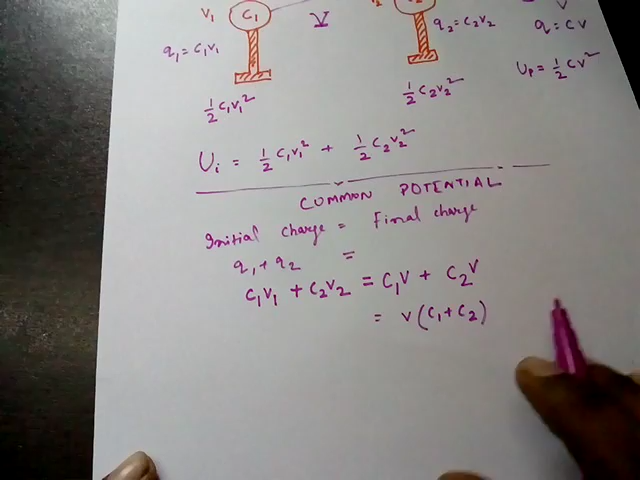 V₁ C₁ V
q₁ = C₁V₁ q₂ = C₂V₂ q = CV
½ C₁V₁² ½ C₂V₂² Uₚ = ½ CV²
Uᵢ = ½ C₁V₁² + ½ C₂V₂²
COMMON POTENTIAL
Initial charge = Final charge
q₁ + q₂ =
C₁V₁ + C₂V₂ = C₁V + C₂V
= V(C₁+C₂)